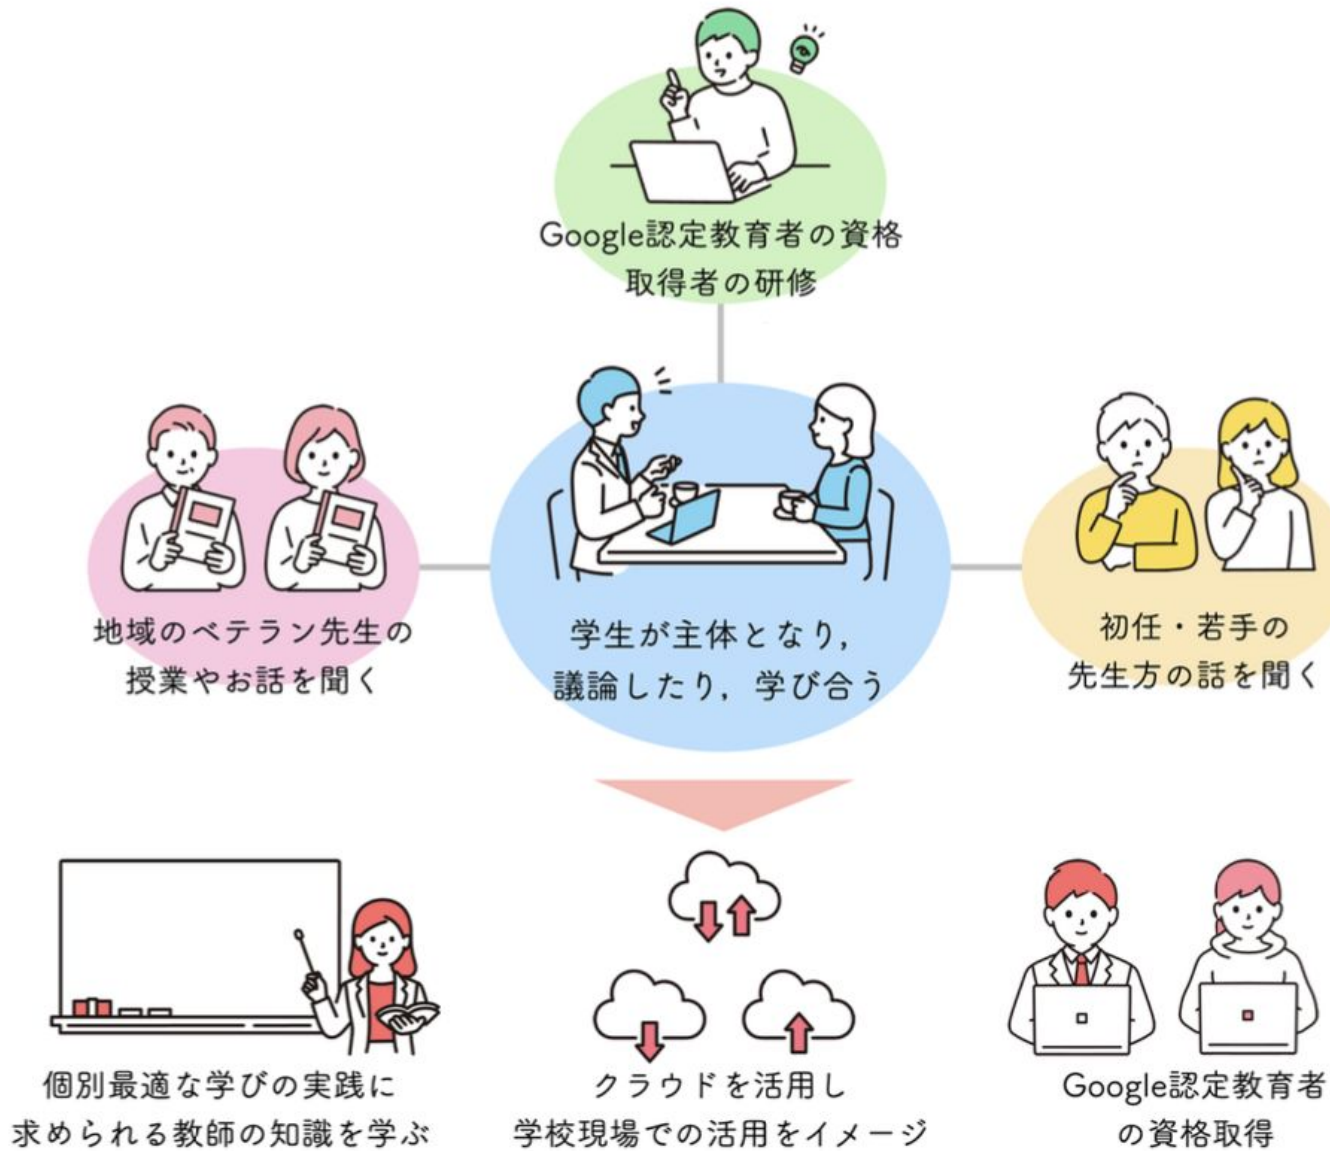 Google認定教育者の資格
取得者の研修
地域のベテラン先生の
授業やお話を聞く
学生が主体となり,
議論したり, 学び合う
初任・若手の
先生方の話を聞く
個別最適な学びの実践に
求められる教師の知識を学ぶ
クラウドを活用し
学校現場での活用をイメージ
Google認定教育者
の資格取得